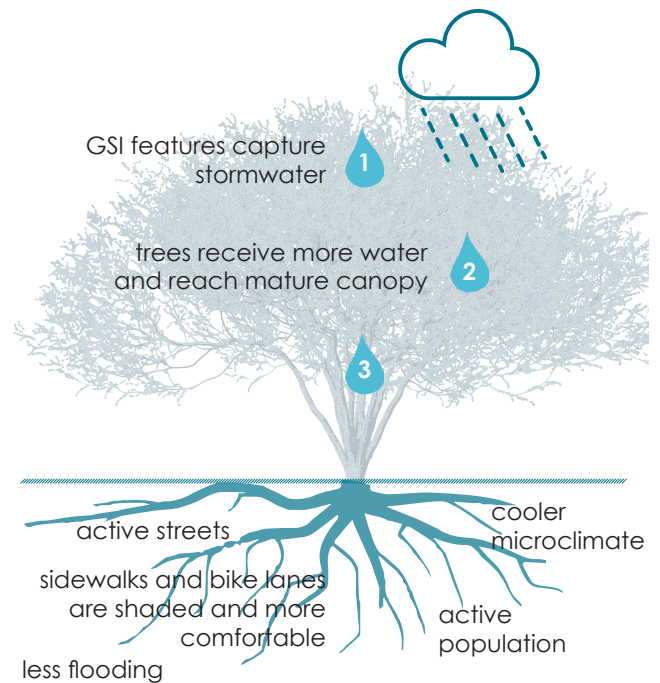 GSI features capture
stormwater
1
trees receive more water
and reach mature canopy
2
3
active streets
cooler
microclimate
sidewalks and bike lanes
are shaded and more
comfortable
active
population
less flooding